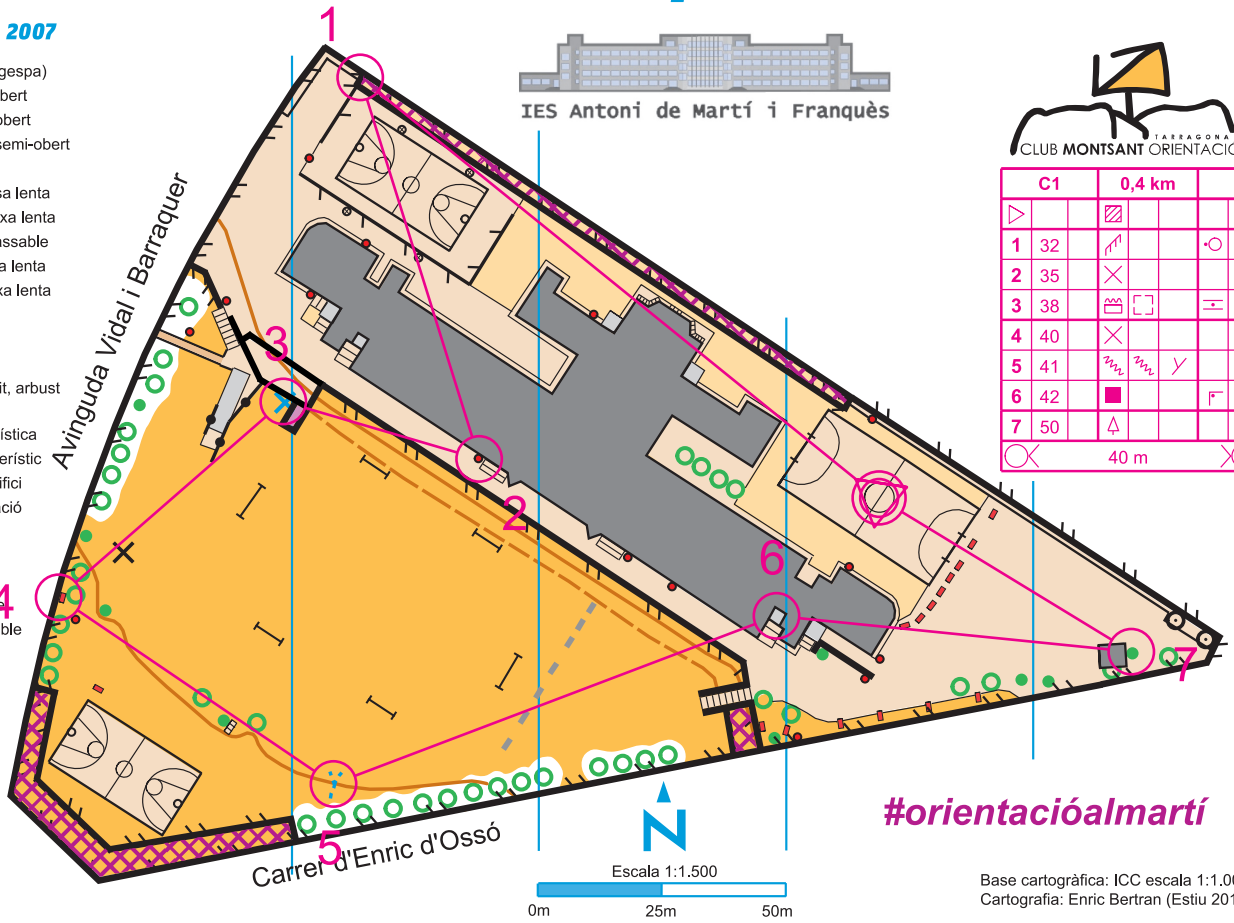 2007
gespa)
IES Antoni de Martí i Franquès
TARRAGONA
CLUB MONTSANT ORIENTACIÓ
semi-obert
sa lenta
xa lenta
assable
a lenta
xa lenta
it, arbust
ística
erístic
ifici
ació
ble
Avinguda Vidal i Barraquer
Carrer d'Enric d'Ossó
1
2
3
4
5
6
7
C1 0,4 km
1 32
2 35
3 38
4 40
5 41
6 42
7 50
40 m
#orientacióalmartí
N
Escala 1:1.500
0m 25m 50m
Base cartogràfica: ICC escala 1:1.00
Cartografia: Enric Bertran (Estiu 201